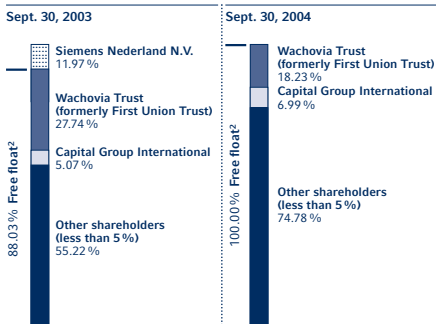 Sept. 30, 2003
Siemens Nederland N.V.
11.97 %
Wachovia Trust
(formerly First Union Trust)
27.74 %
Capital Group International
5.07 %
Other shareholders
(less than 5 %)
55.22 %
88.03 % Free float²
Sept. 30, 2004
Wachovia Trust
(formerly First Union Trust)
18.23 %
Capital Group International
6.99 %
Other shareholders
(less than 5 %)
74.78 %
100.00 % Free float²